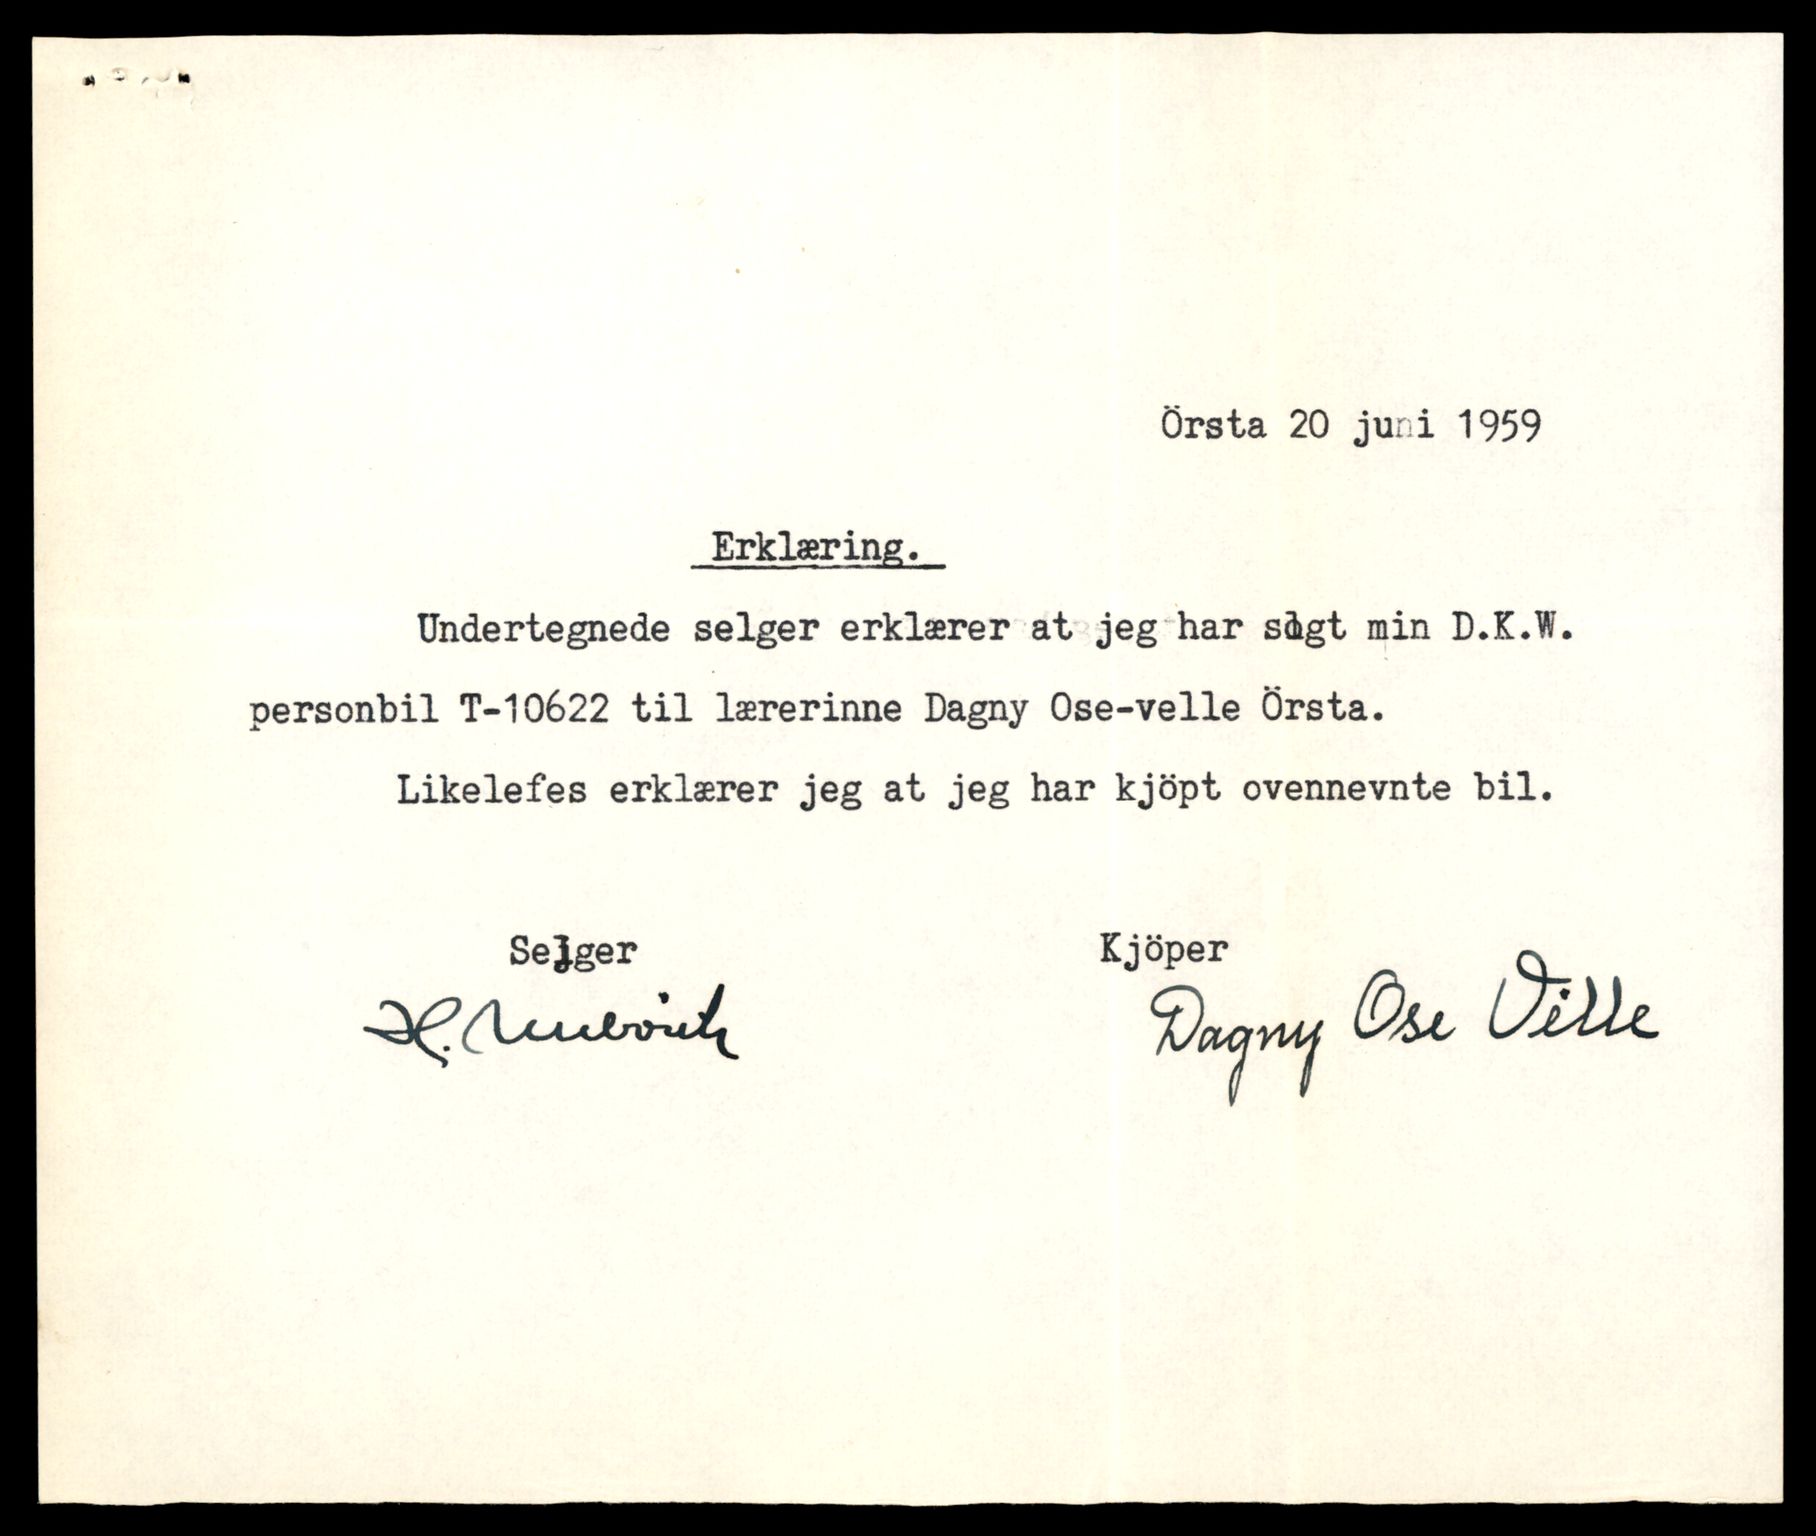 Örsta 20 juni 1959
Erklæring.
Undertegnede selger erklærer at jeg har solgt min D.K.W.
personbil T-10622 til lærerinne Dagny Ose-velle Örsta.
Likelefes erklærer jeg at jeg har kjöpt ovennevnte bil.
Selger Kjöper
H. Dagny Ose Velle